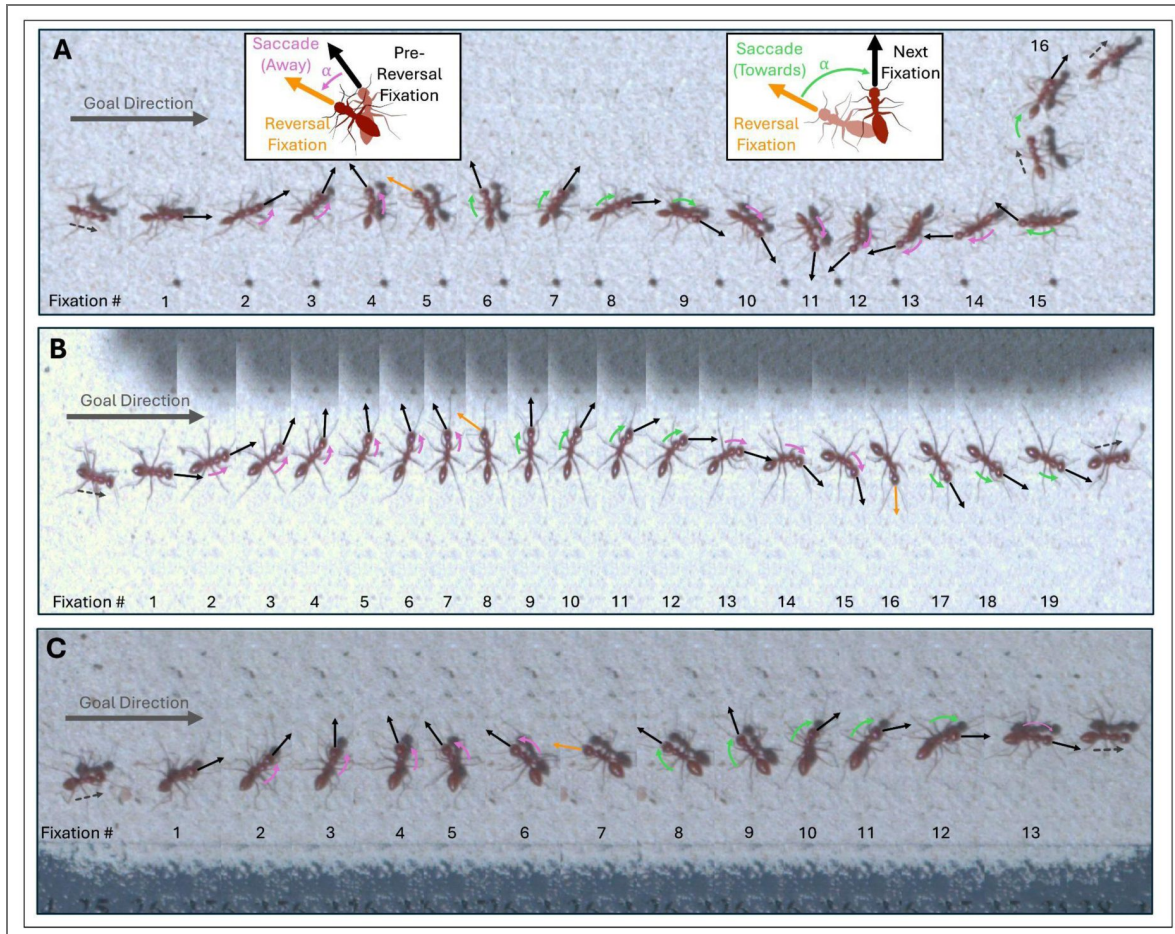 A
Saccade
(Away)
α
Pre-
Reversal
Fixation
Reversal
Fixation
Saccade
(Towards)
α
Next
Fixation
Reversal
Fixation
Goal Direction
16
Fixation # 1 2 3 4 5 6 7 8 9 10 11 12 13 14 15
B
Goal Direction
Fixation # 1 2 3 4 5 6 7 8 9 10 11 12 13 14 15 16 17 18 19
C
Goal Direction
Fixation # 1 2 3 4 5 6 7 8 9 10 11 12 13